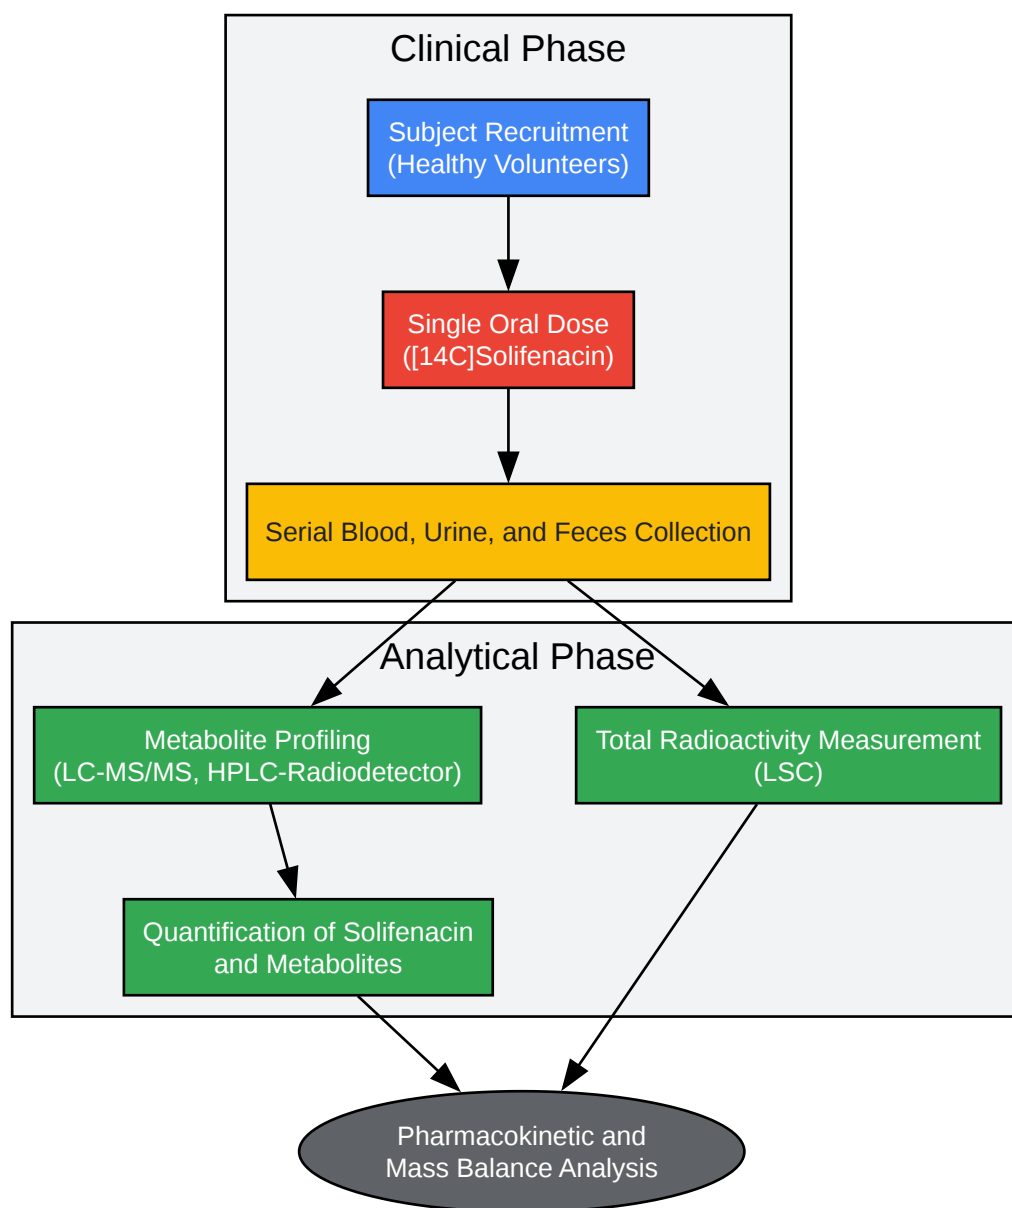 Clinical Phase
Subject Recruitment
(Healthy Volunteers)
Single Oral Dose
([14C]Solifenacin)
Serial Blood, Urine, and Feces Collection
Analytical Phase
Metabolite Profiling
(LC-MS/MS, HPLC-Radiodetector)
Total Radioactivity Measurement
(LSC)
Quantification of Solifenacin
and Metabolites
Pharmacokinetic and
Mass Balance Analysis